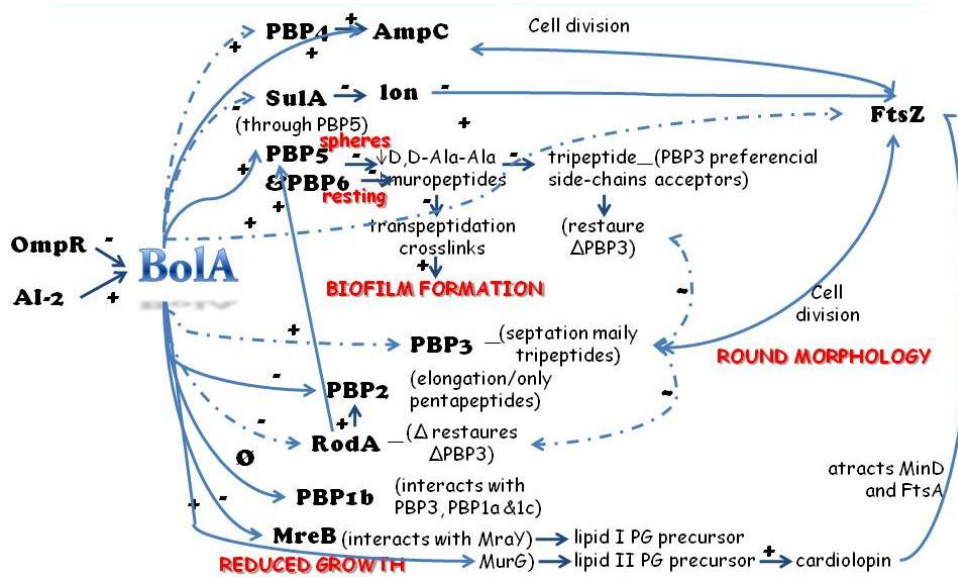 PBP4 + AmpC
Cell division
+ +
SulA - lon -
-
(through PBP5)
+
FtsZ
spheres
PBP5 - ↓D,D-Ala-Ala - tripeptide_(PBP3 preferencial
&PBP6 - muropeptides side-chains acceptors)
resting
+
+
-
+
transpeptidation
crosslinks
(restaure
ΔPBP3)
OmpR -
BolA
AI-2 +
+
BIOFILM FORMATION
~
Cell
division
+
PBP3 _(septation maily
tripeptides)
ROUND MORPHOLOGY
-
PBP2 (elongation/only
pentapeptides)
~
-
+
RodA _(Δ restaures
ΔPBP3)
Ø
atracts MinD
and FtsA
PBP1b (interacts with
PBP3, PBP1a &1c)
+ -
MreB (interacts with MraY) lipid I PG precursor
REDUCED GROWTH MurG) lipid II PG precursor + cardiolopin